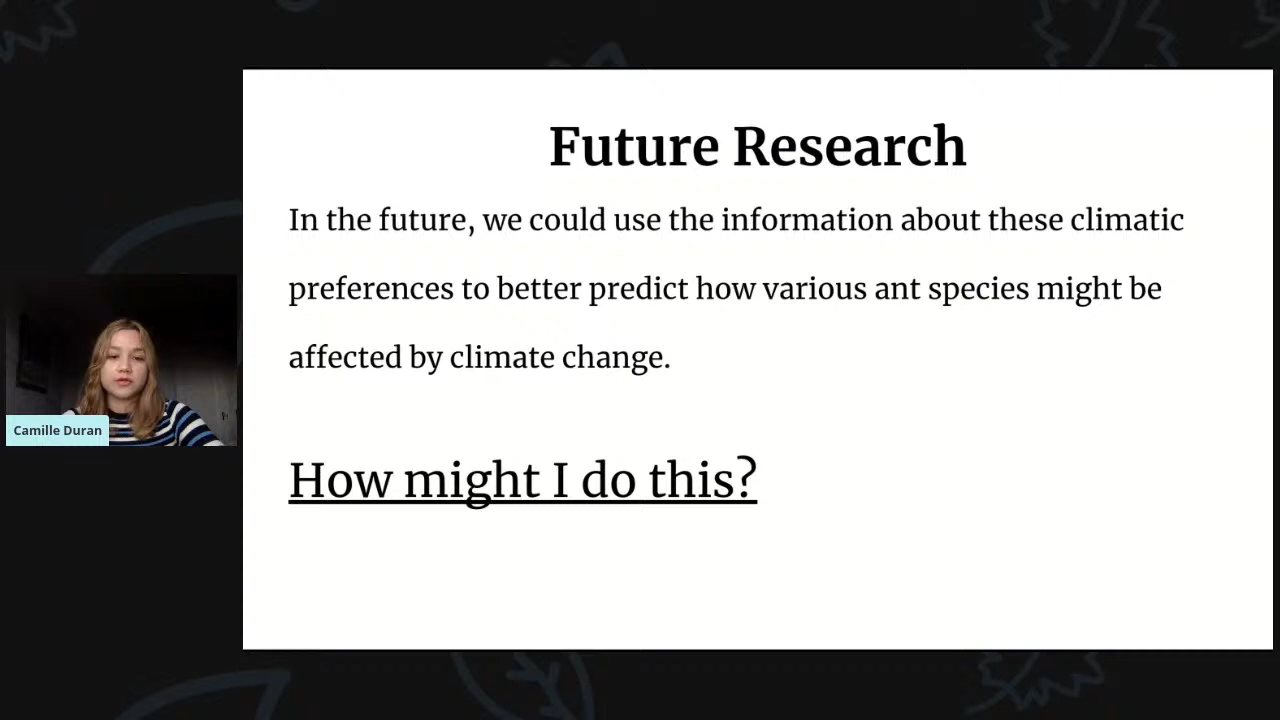 Future Research
In the future, we could use the information about these climatic
preferences to better predict how various ant species might be
affected by climate change.
Camille Duran
How might I do this?